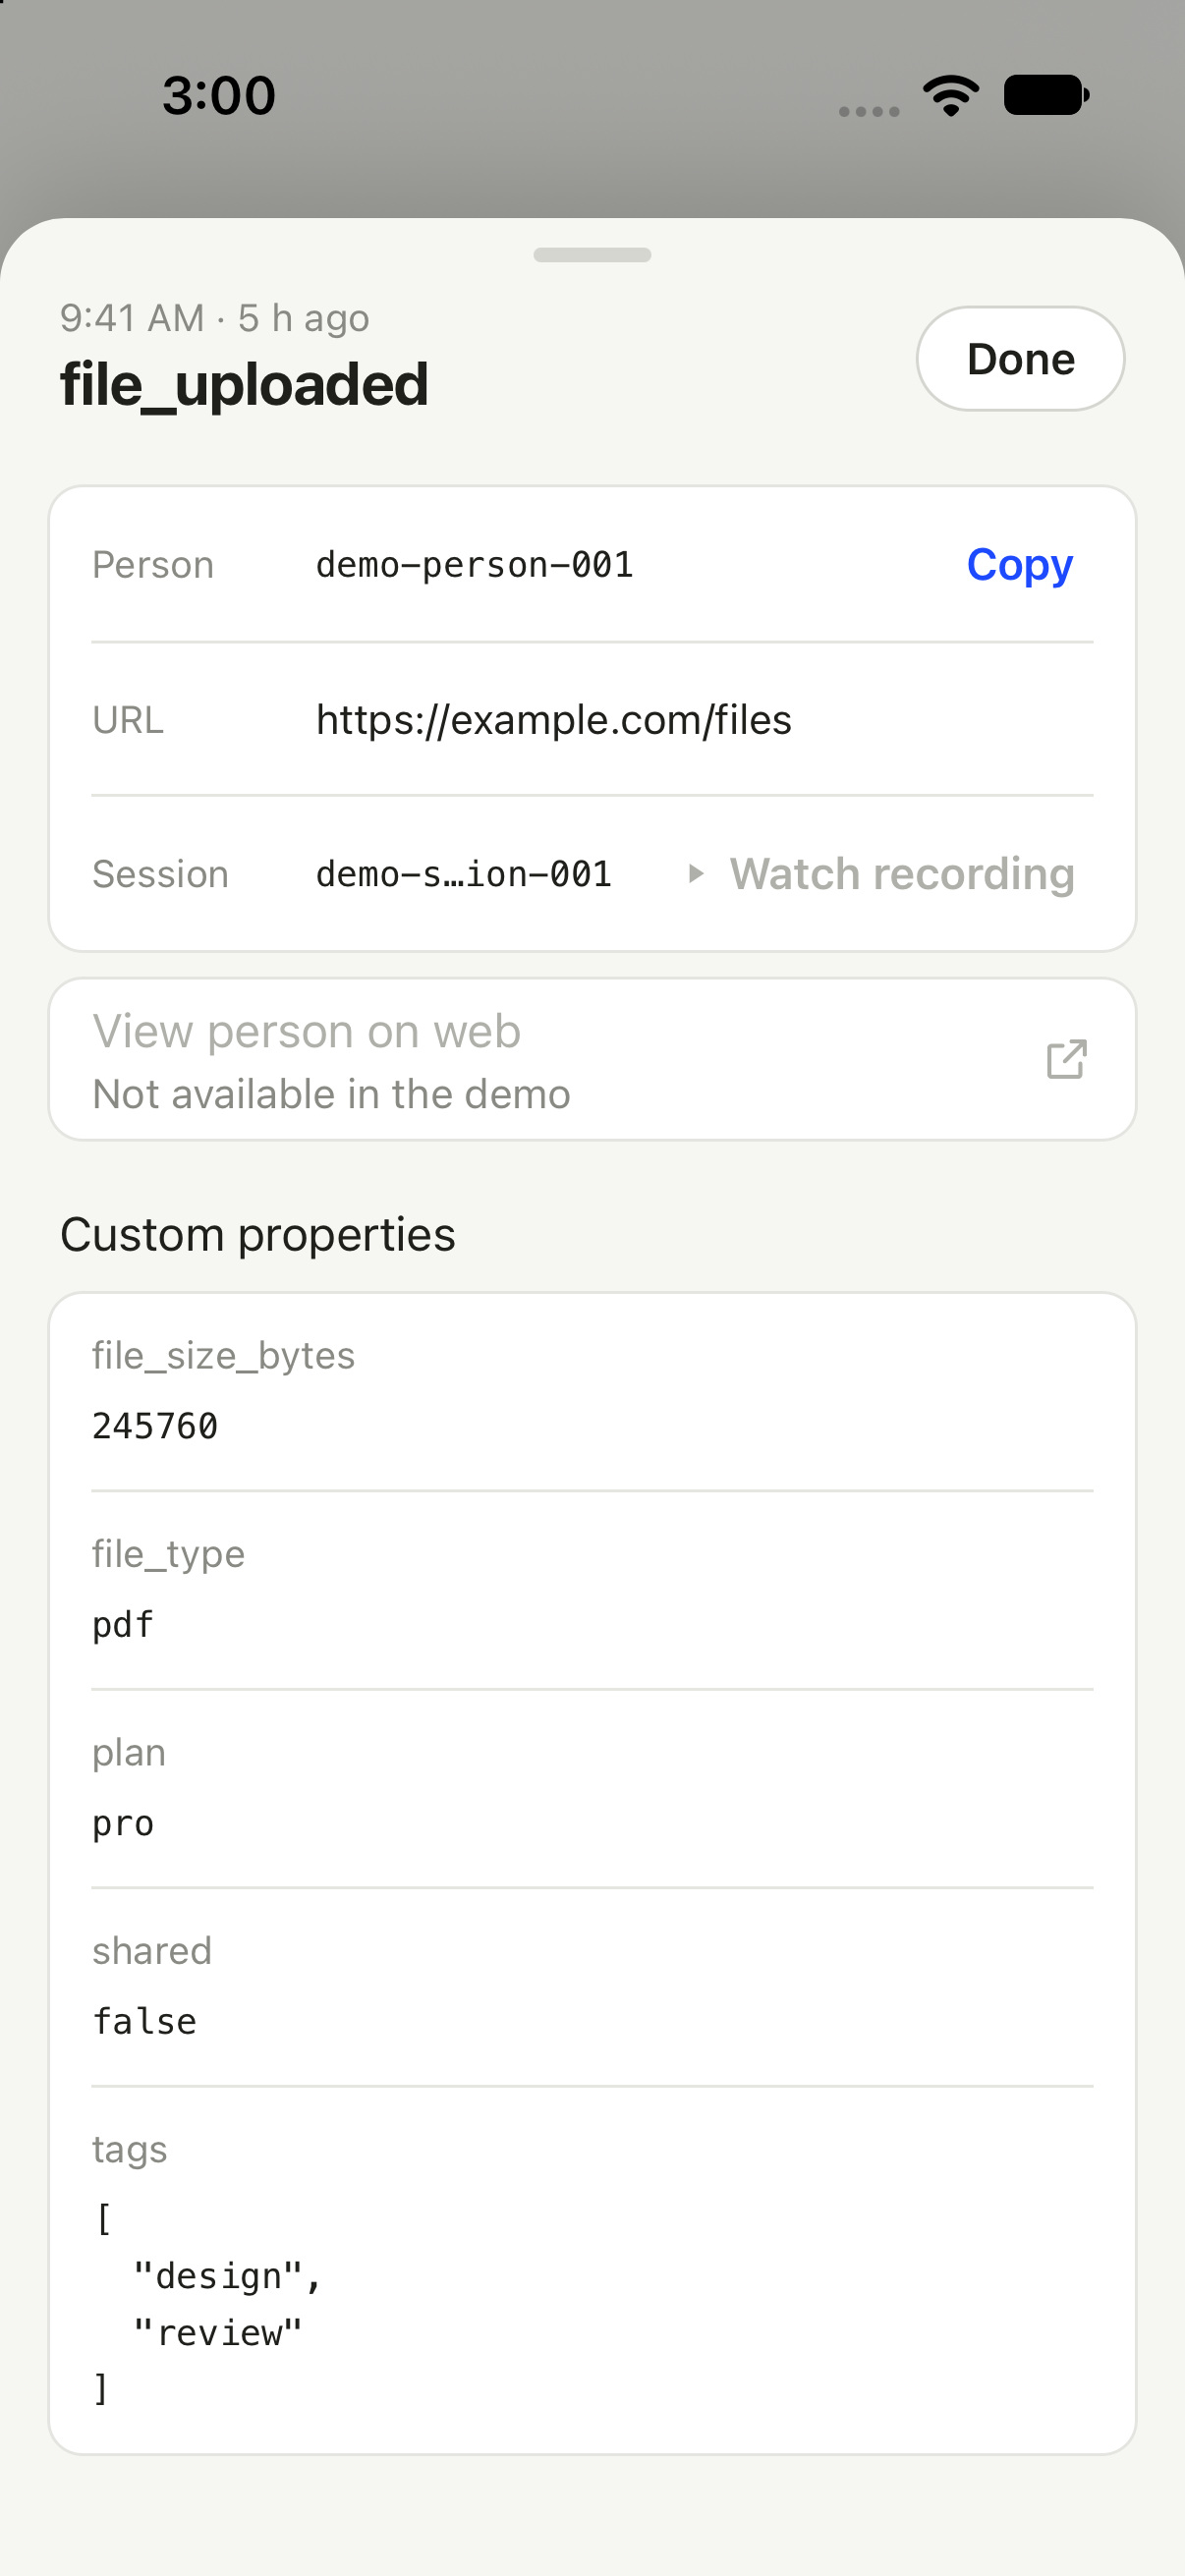 3:00
9:41 AM · 5 h ago
file_uploaded
Done
Person demo-person-001 Copy
URL https://example.com/files
Session demo-s…ion-001 Watch recording
View person on web
Not available in the demo
Custom properties
file_size_bytes
245760
file_type
pdf
plan
pro
shared
false
tags
[
"design",
"review"
]